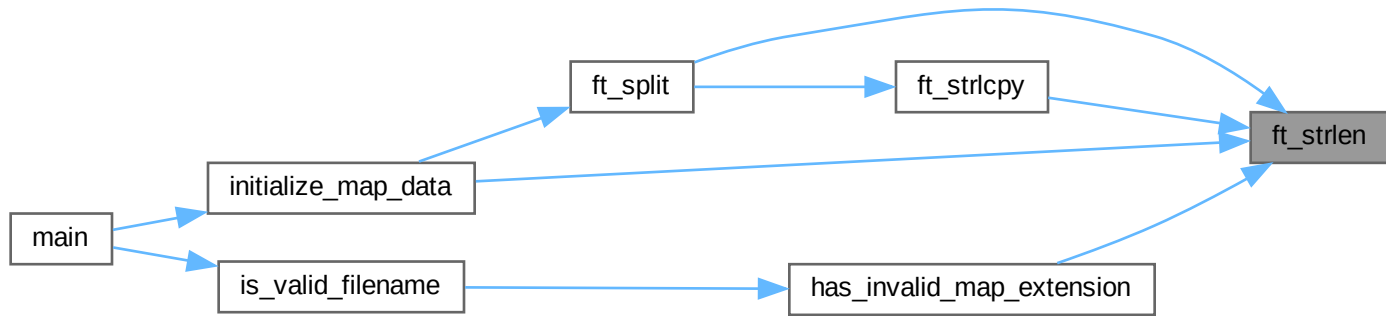 ft_split
ft_strlcpy
ft_strlen
initialize_map_data
main
is_valid_filename
has_invalid_map_extension